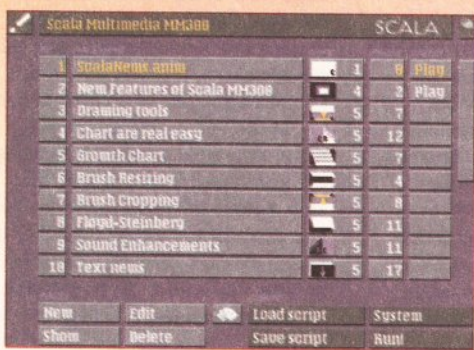 Scala Multimedia MM300 SCALA
1 ScalaNews.anim 1 0 Play
2 New Features of Scala MM300 4 2 Play
3 Drawing tools 5 7
4 Chart are real easy 5 12
5 Growth Chart 5 7
6 Brush Resizing 5 4
7 Brush Cropping 5 8
8 Floyd-Steinberg 5 11
9 Sound Enhancements 5 11
10 Text news 5 17
New Edit Load script System
Show Delete Save script Run!